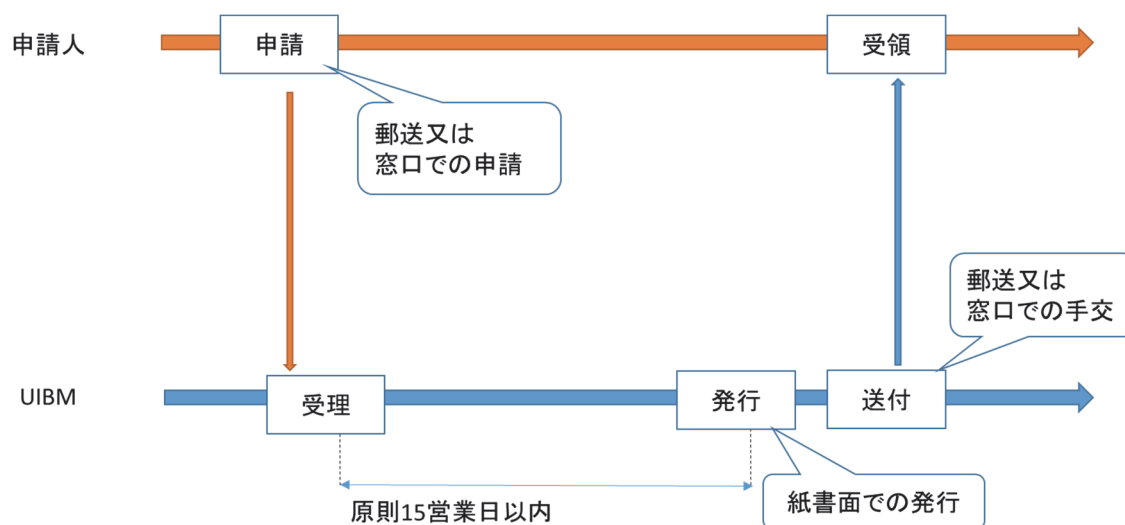 申請人
申請
受領
郵送又は
窓口での申請
郵送又は
窓口での手交
UIBM
受理
発行
送付
原則15営業日以内
紙書面での発行